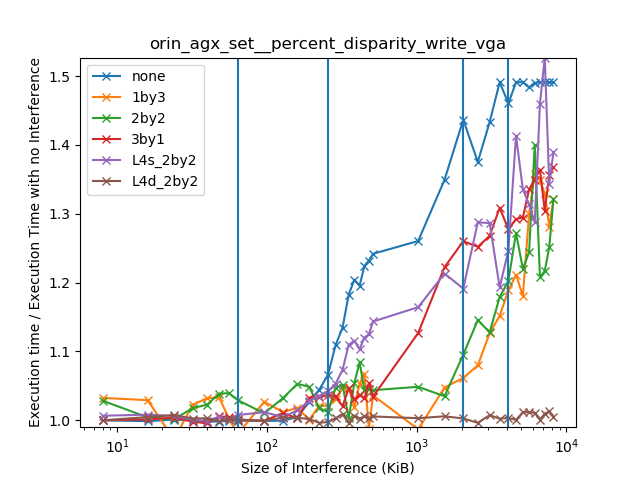 orin_agx_set__percent_disparity_write_vga
Execution time / Execution Time with no Interference
1.5
1.4
1.3
1.2
1.1
1.0
none
1by3
2by2
3by1
L4s_2by2
L4d_2by2
10¹ 10² 10³ 10⁴
Size of Interference (KiB)